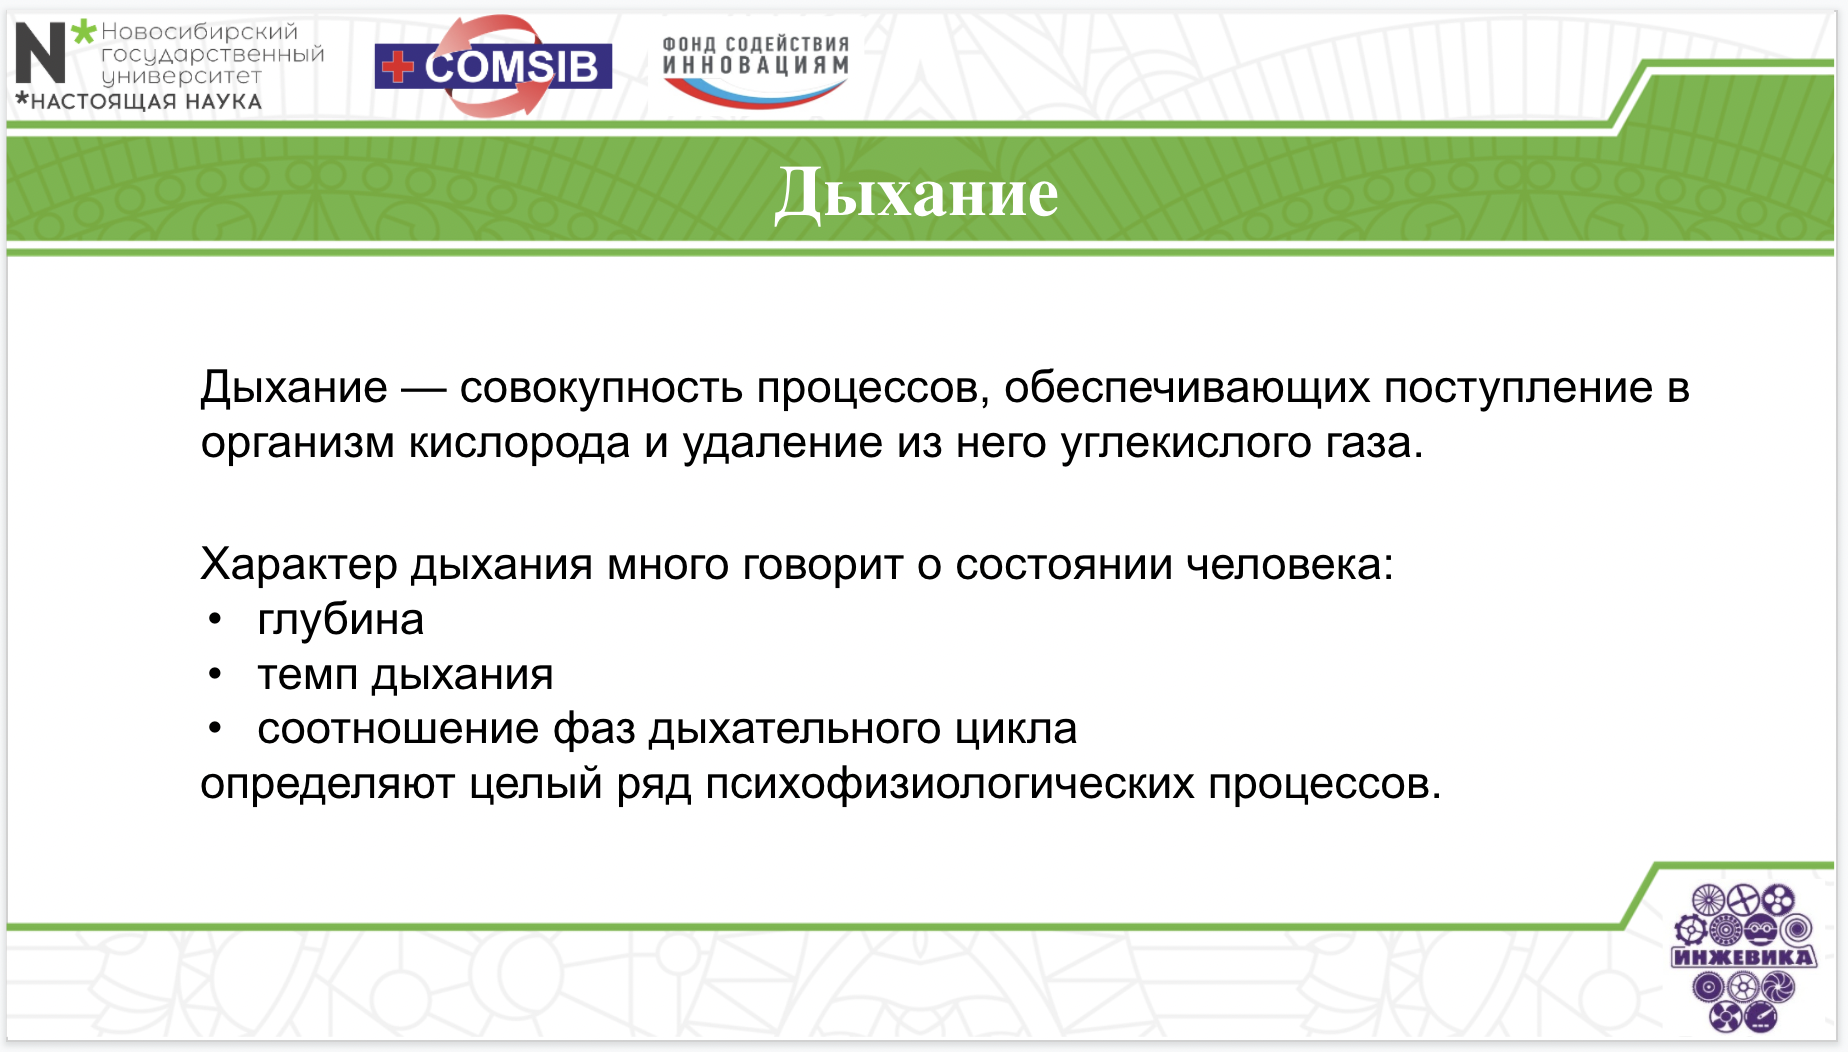 Новосибирский
государственный
университет
*НАСТОЯЩАЯ НАУКА
COMSIB
ФОНД СОДЕЙСТВИЯ
ИННОВАЦИЯМ
Дыхание
Дыхание — совокупность процессов, обеспечивающих поступление в
организм кислорода и удаление из него углекислого газа.
Характер дыхания много говорит о состоянии человека:
• глубина
• темп дыхания
• соотношение фаз дыхательного цикла
определяют целый ряд психофизиологических процессов.
ИНЖЕВИКА